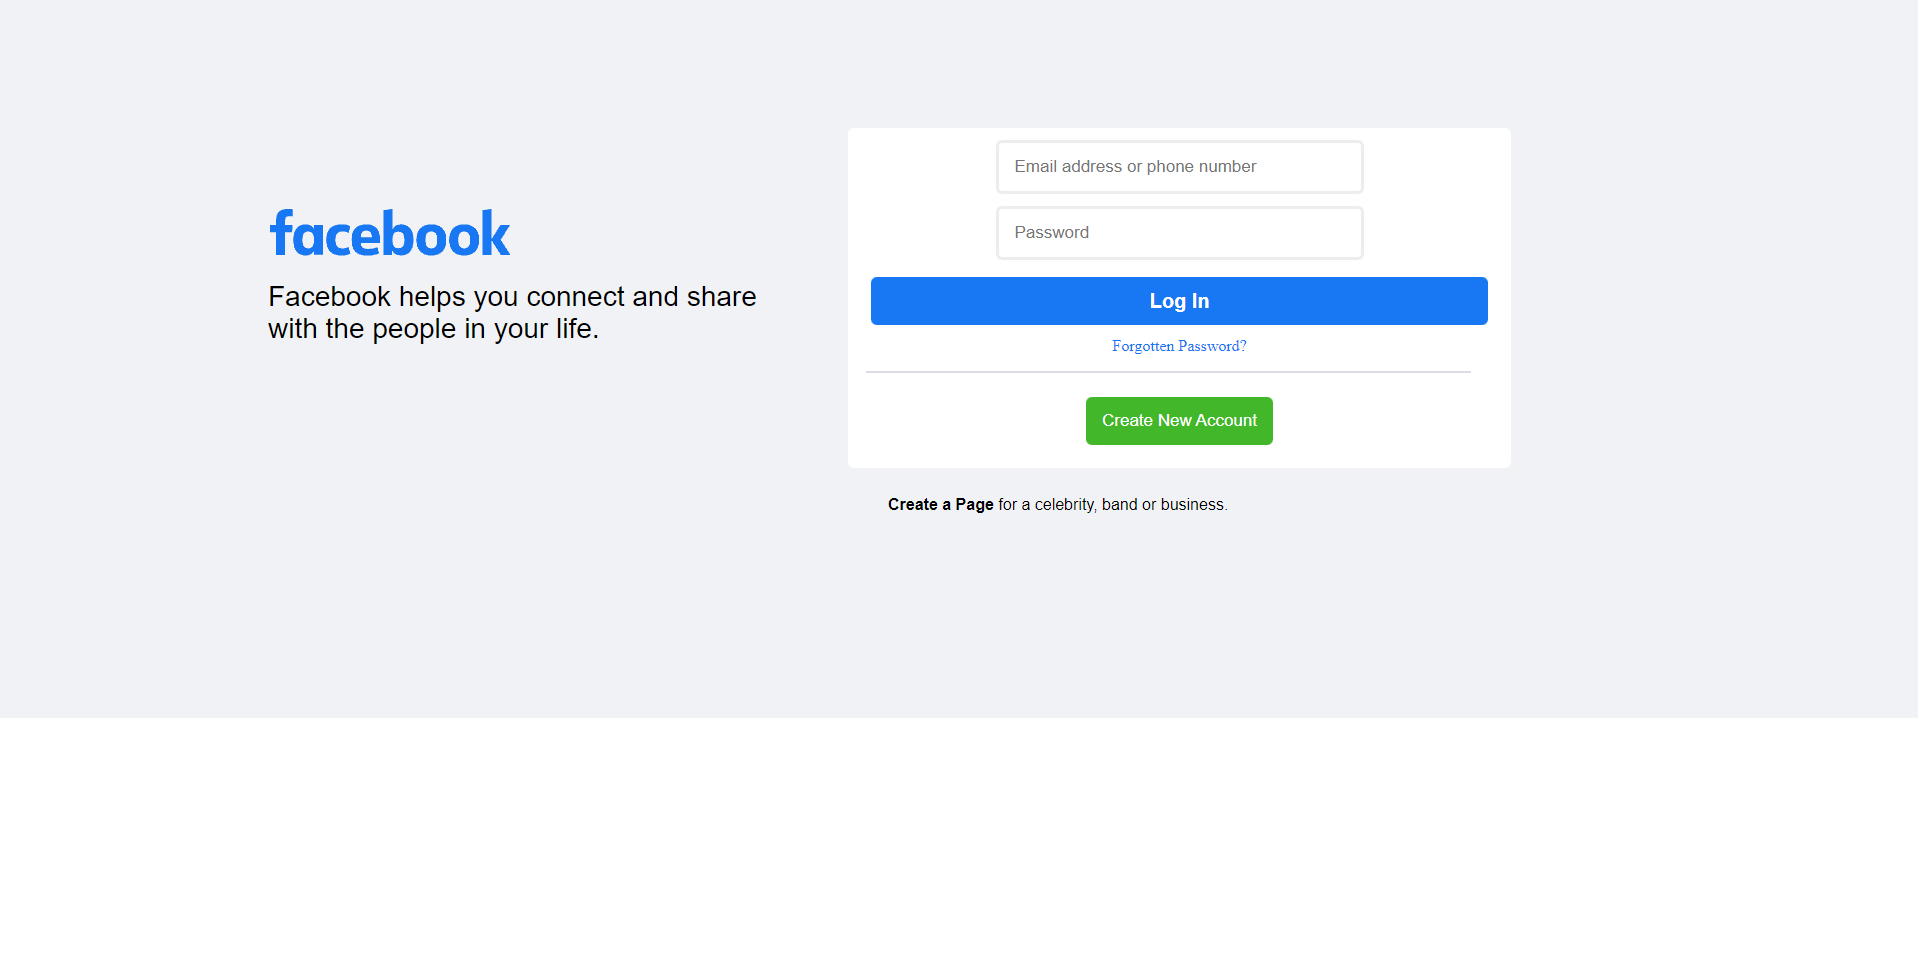 facebook
Facebook helps you connect and share
with the people in your life.
Email address or phone number
Password
Log In
Forgotten Password?
Create New Account
Create a Page for a celebrity, band or business.